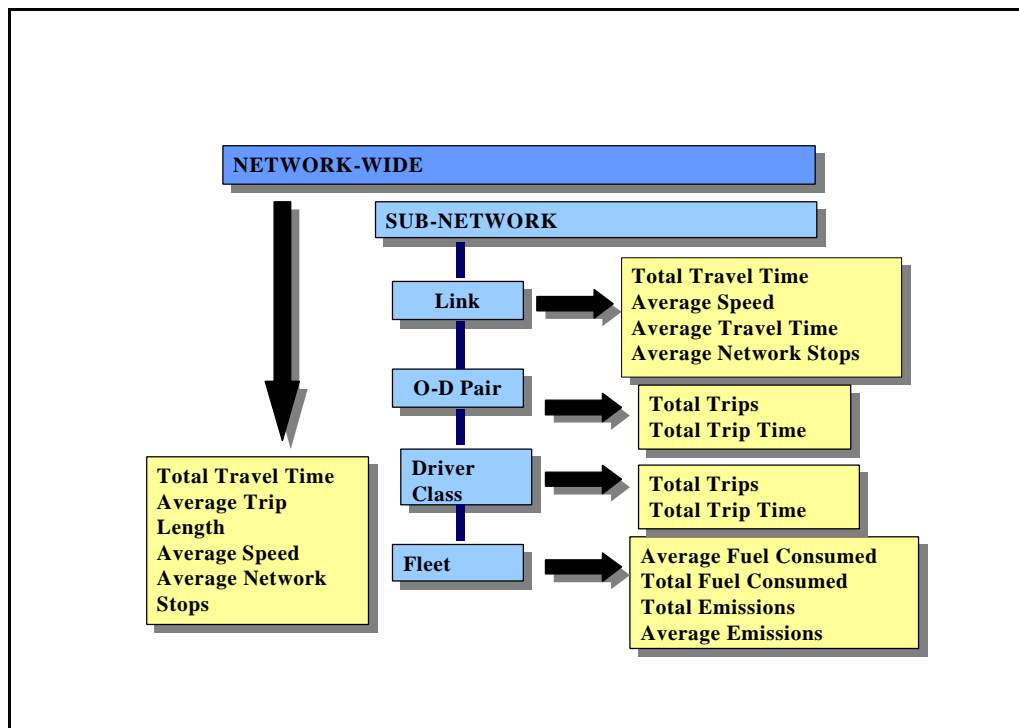 NETWORK-WIDE
SUB-NETWORK
Link
Total Travel Time
Average Speed
Average Travel Time
Average Network Stops
O-D Pair
Total Trips
Total Trip Time
Driver
Class
Total Trips
Total Trip Time
Fleet
Average Fuel Consumed
Total Fuel Consumed
Total Emissions
Average Emissions
Total Travel Time
Average Trip
Length
Average Speed
Average Network
Stops